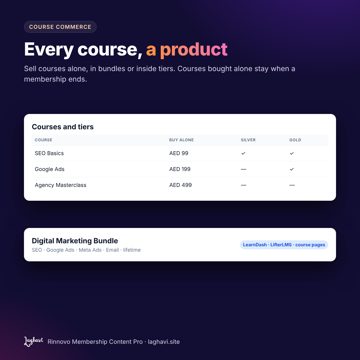 COURSE COMMERCE
Every course, a product
Sell courses alone, in bundles or inside tiers. Courses bought alone stay when a
membership ends.
Courses and tiers
COURSE BUY ALONE SILVER GOLD
SEO Basics AED 99 ✓ ✓
Google Ads AED 199 — ✓
Agency Masterclass AED 499 — —
Digital Marketing Bundle
SEO · Google Ads · Meta Ads · Email · lifetime
LearnDash · LifterLMS · course pages
laghavi Rinnovo Membership Content Pro · laghavi.site